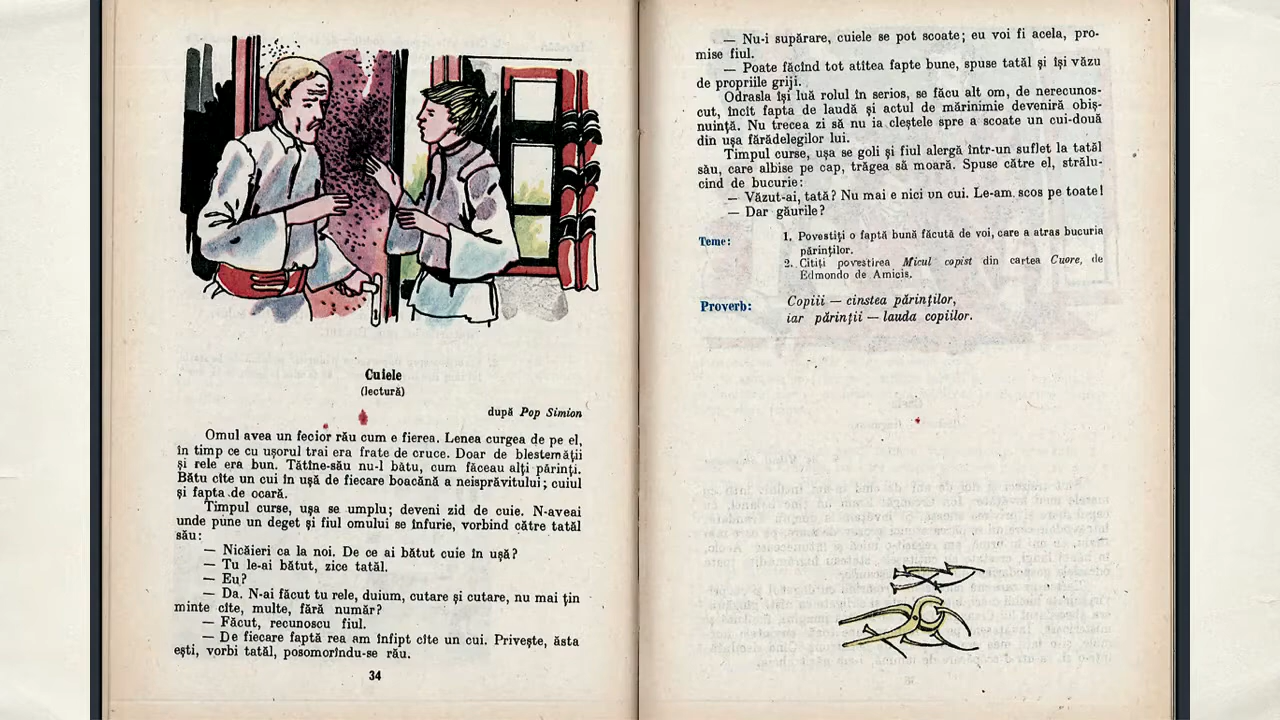 Cuiele
(lectură)
după Pop Simion
Omul avea un fecior rău cum e fierea. Lenea curgea de pe el,
în timp ce cu ușorul trai era frate de cruce. Doar de blestemății
și rele era bun. Tătîne-său nu-l bătu, cum făceau alți părinți.
Bătu cîte un cui în ușă de fiecare boacănă a neisprăvitului; cuiul
și fapta de ocară.
Timpul curse, ușa se umplu; deveni zid de cuie. N-aveai
unde pune un deget și fiul omului se înfurie, vorbind către tatăl
său:
— Nicăieri ca la noi. De ce ai bătut cuie în ușă?
— Tu le-ai bătut, zice tatăl.
— Eu?
— Da. N-ai făcut tu rele, duium, cutare și cutare, nu mai țin
minte cîte, multe, fără număr?
— Făcut, recunoscu fiul.
— De fiecare faptă rea am înfipt cîte un cui. Privește, ăsta
ești, vorbi tatăl, posomorîndu-se rău.
34
— Nu-i supărare, cuiele se pot scoate; eu voi fi acela, pro-
mise fiul.
— Poate făcînd tot atîtea fapte bune, spuse tatăl și își văzu
de propriile griji.
Odrasla își luă rolul în serios, se făcu alt om, de nerecunos-
cut, încît fapta de laudă și actul de mărinimie deveniră obiș-
nuință. Nu trecea zi să nu ia cleștele spre a scoate un cui-două
din ușa fărădelegilor lui.
Timpul curse, ușa se goli și fiul alergă într-un suflet la tatăl
său, care albise pe cap, trăgea să moară. Spuse către el, strălu-
cind de bucurie:
— Văzut-ai, tată? Nu mai e nici un cui. Le-am scos pe toate!
— Dar găurile?
Teme: 1. Povestiți o faptă bună făcută de voi, care a atras bucuria
părinților.
2. Citiți povestirea Micul copist din cartea Cuore, de
Edmondo de Amicis.
Proverb: Copiii — cinstea părinților,
iar părinții — lauda copiilor.